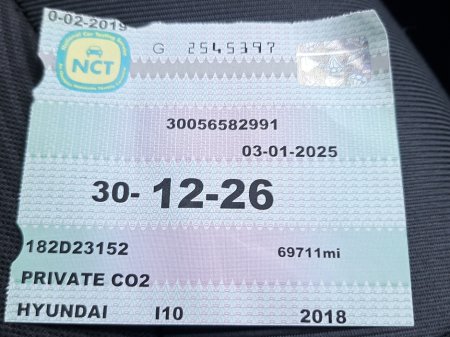 0-02-2019
NCT
G 2545397
30056582991
03-01-2025
30- 12-26
182D23152 69711mi
PRIVATE CO2
HYUNDAI I10 2018